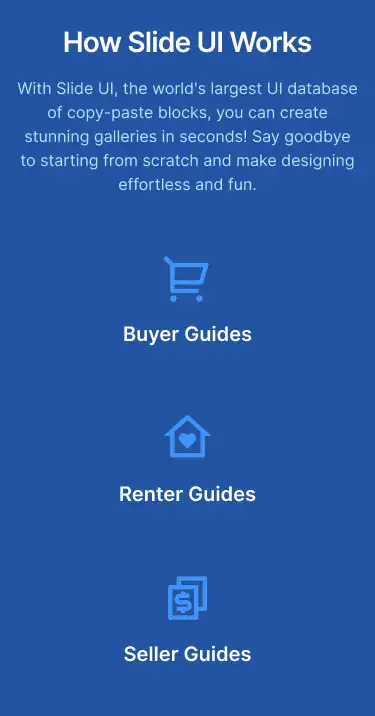 How Slide UI Works
With Slide UI, the world's largest UI database
of copy-paste blocks, you can create
stunning galleries in seconds! Say goodbye
to starting from scratch and make designing
effortless and fun.
Buyer Guides
Renter Guides
$
Seller Guides